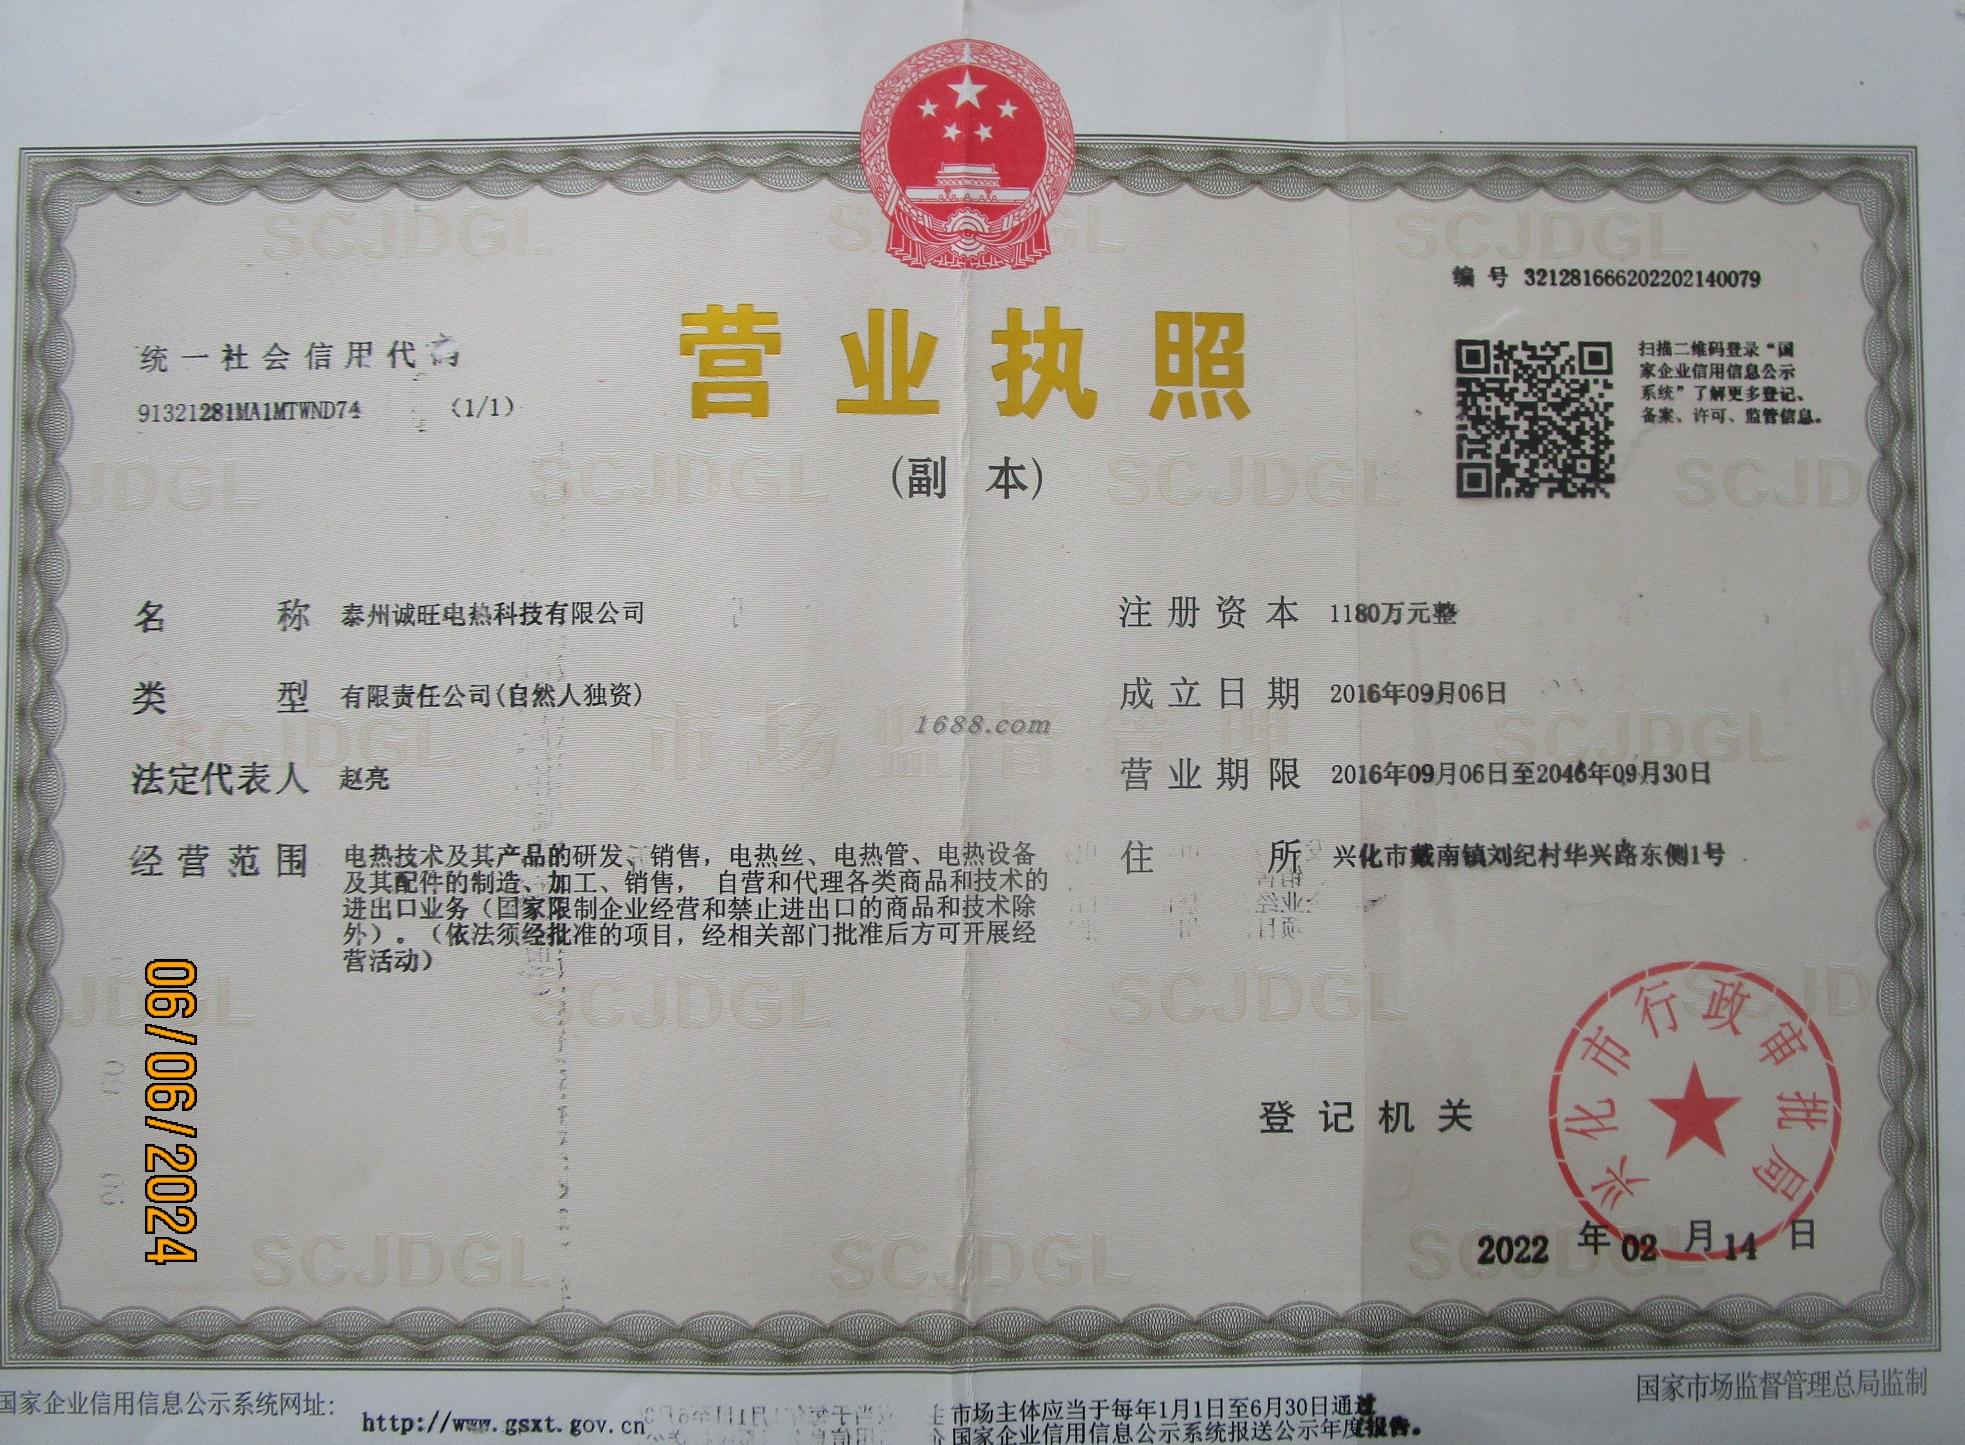 编号 321281666202202140079
统一社会信用代码
91321281MA1MTWND74 (1/1)
营业执照
(副本)
扫描二维码登录“国
家企业信用信息公示
系统”了解更多登记、
备案、许可、监管信息。
名称 泰州诚旺电热科技有限公司
类型 有限责任公司(自然人独资)
法定代表人 赵亮
经营范围 电热技术及其产品的研发、销售，电热丝、电热管、电热设备
及其配件的制造、加工、销售， 自营和代理各类商品和技术的
进出口业务（国家限制企业经营和禁止进出口的商品和技术除
外）。（依法须经批准的项目，经相关部门批准后方可开展经
营活动）
注册资本 1180万元整
成立日期 2016年09月06日
营业期限 2016年09月06日至2046年09月30日
住所 兴化市戴南镇刘纪村华兴路东侧1号
1688.com
SCJDGL
市场监督管理
登记机关
兴化市行政审批局
2022年02月14日
06/06/2024
国家企业信用信息公示系统网址:
http://www.gsxt.gov.cn
市场主体应当于每年1月1日至6月30日通过
国家企业信用信息公示系统报送公示年度报告。
国家市场监督管理总局监制